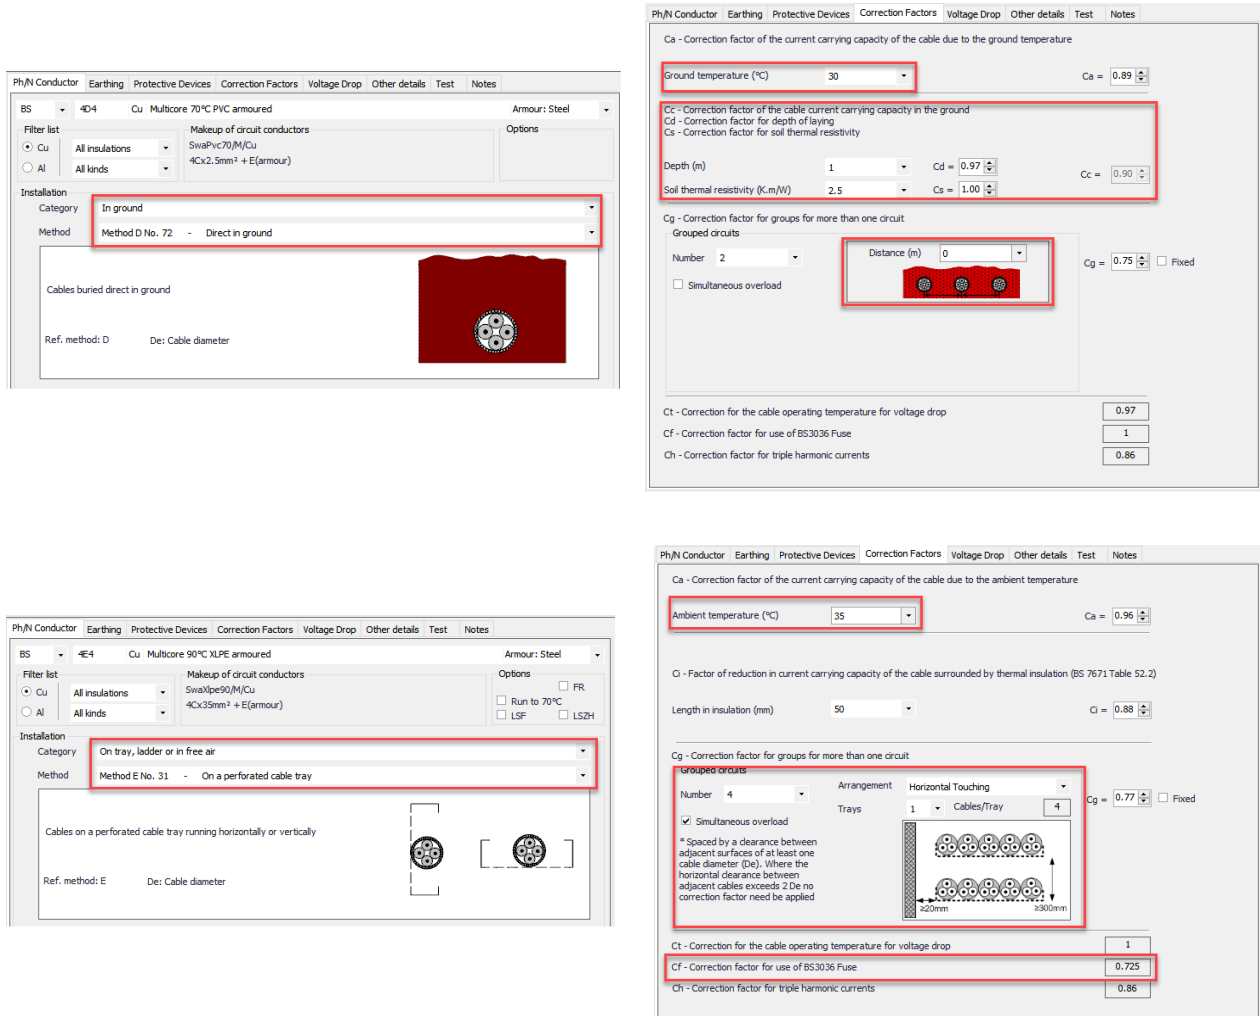 Ph/N Conductor Earthing Protective Devices Correction Factors Voltage Drop Other details Test Notes
BS 4D4 Cu Multicore 70°C PVC armoured Armour: Steel
Filter list Makeup of circuit conductors Options
Cu All insulations SwaPvc70/M/Cu
4Cx2.5mm² + E(armour)
Al All kinds
Installation
Category In ground
Method Method D No. 72 - Direct in ground
Cables buried direct in ground
Ref. method: D De: Cable diameter
Ph/N Conductor Earthing Protective Devices Correction Factors Voltage Drop Other details Test Notes
Ca - Correction factor of the current carrying capacity of the cable due to the ground temperature
Ground temperature (°C) 30 Ca = 0.89
Cc - Correction factor of the cable current carrying capacity in the ground
Cd - Correction factor for depth of laying
Cs - Correction factor for soil thermal resistivity
Depth (m) 1 Cd = 0.97
Cc = 0.90
Soil thermal resistivity (K.m/W) 2.5 Cs = 1.00
Cg - Correction factor for groups for more than one circuit
Grouped circuits
Number 2 Distance (m) 0 Cg = 0.75 Fixed
Simultaneous overload
Ct - Correction for the cable operating temperature for voltage drop 0.97
Cf - Correction factor for use of BS3036 Fuse 1
Ch - Correction factor for triple harmonic currents 0.86
Ph/N Conductor Earthing Protective Devices Correction Factors Voltage Drop Other details Test Notes
BS 4E4 Cu Multicore 90°C XLPE armoured Armour: Steel
Filter list Makeup of circuit conductors Options
Cu All insulations SwaXlpe90/M/Cu FR
4Cx35mm² + E(armour) Run to 70°C
Al All kinds LSF LSZH
Installation
Category On tray, ladder or in free air
Method Method E No. 31 - On a perforated cable tray
Cables on a perforated cable tray running horizontally or vertically
Ref. method: E De: Cable diameter
Ph/N Conductor Earthing Protective Devices Correction Factors Voltage Drop Other details Test Notes
Ca - Correction factor of the current carrying capacity of the cable due to the ambient temperature
Ambient temperature (°C) 35 Ca = 0.96
Ci - Factor of reduction in current carrying capacity of the cable surrounded by thermal insulation (BS 7671 Table 52.2)
Length in insulation (mm) 50 Ci = 0.88
Cg - Correction factor for groups for more than one circuit
Grouped circuits
Number 4 Arrangement Horizontal Touching
Trays 1 Cables/Tray 4 Cg = 0.77 Fixed
Simultaneous overload
* Spaced by a clearance between
adjacent surfaces of at least one
cable diameter (De). Where the
horizontal clearance between
adjacent cables exceeds 2 De no
correction factor need be applied
≥20mm ≥300mm
Ct - Correction for the cable operating temperature for voltage drop 1
Cf - Correction factor for use of BS3036 Fuse 0.725
Ch - Correction factor for triple harmonic currents 0.86